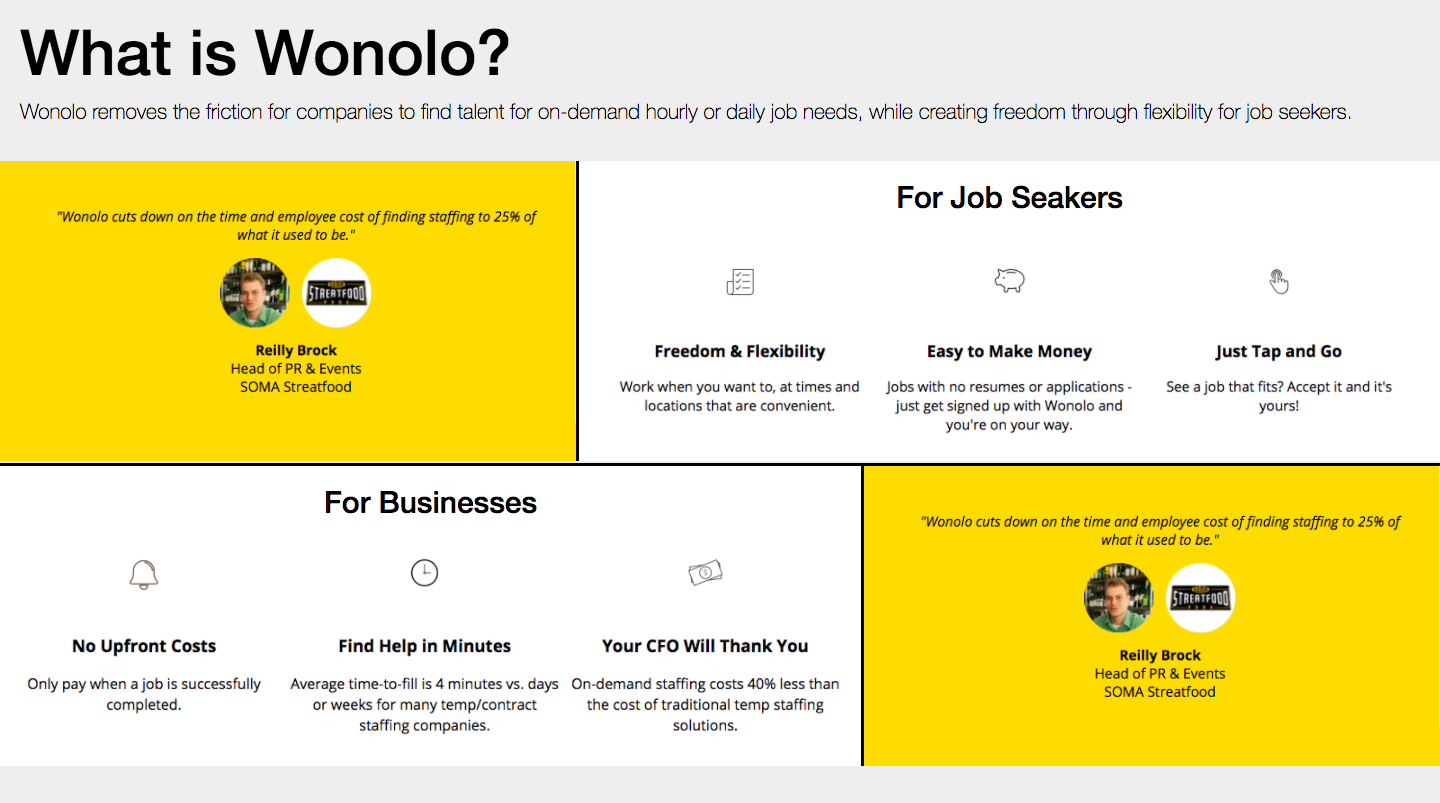 What is Wonolo?
Wonolo removes the friction for companies to find talent for on-demand hourly or daily job needs, while creating freedom through flexibility for job seekers.
"Wonolo cuts down on the time and employee cost of finding staffing to 25% of
what it used to be."
STREATFOOD
Reilly Brock
Head of PR & Events
SOMA Streatfood
For Job Seakers
Freedom & Flexibility
Work when you want to, at times and
locations that are convenient.
Easy to Make Money
Jobs with no resumes or applications -
just get signed up with Wonolo and
you're on your way.
Just Tap and Go
See a job that fits? Accept it and it's
yours!
For Businesses
No Upfront Costs
Only pay when a job is successfully
completed.
Find Help in Minutes
Average time-to-fill is 4 minutes vs. days
or weeks for many temp/contract
staffing companies.
$
Your CFO Will Thank You
On-demand staffing costs 40% less than
the cost of traditional temp staffing
solutions.
"Wonolo cuts down on the time and employee cost of finding staffing to 25% of
what it used to be."
STREATFOOD
Reilly Brock
Head of PR & Events
SOMA Streatfood